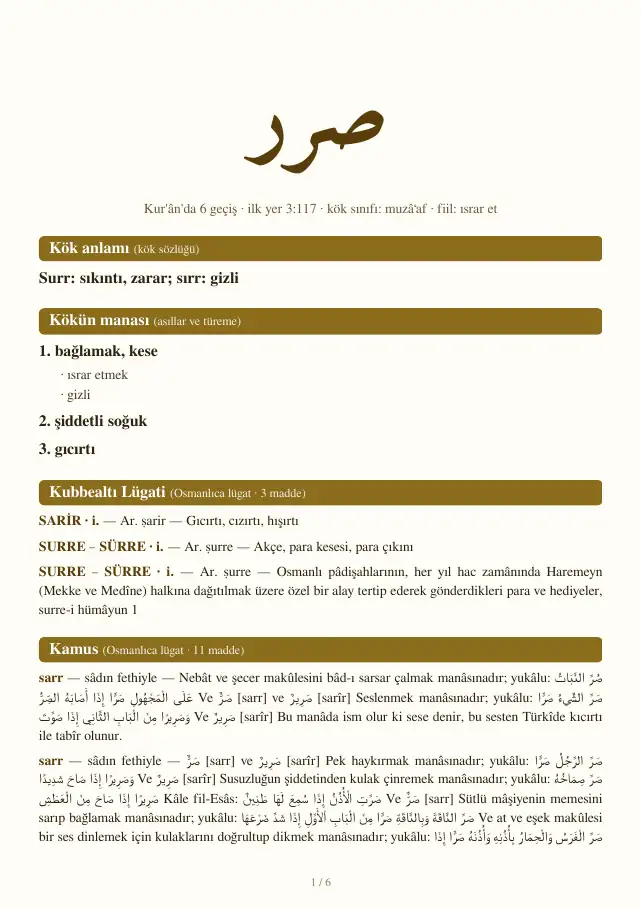 صرر
Kur'ân'da 6 geçiş · ilk yer 3:117 · kök sınıfı: muzâ'af · fiil: ısrar et
Kök anlamı (kök sözlüğü)
Surr: sıkıntı, zarar; sırr: gizli
Kökün manası (asıllar ve türeme)
1. bağlamak, kese
· ısrar etmek
· gizli
2. şiddetli soğuk
3. gıcırtı
Kubbealtı Lügati (Osmanlıca lügat · 3 madde)
SARİR · i. — Ar. ṣarіr — Gıcırtı, cızırtı, hışırtı
SURRE – SÜRRE · i. — Ar. ṣurre — Akçe, para kesesi, para çıkını
SURRE – SÜRRE · i. — Ar. ṣurre — Osmanlı pâdişahlarının, her yıl hac zamânında Haremeyn
(Mekke ve Medîne) halkına dağıtılmak üzere özel bir alay tertip ederek gönderdikleri para ve hediyeler,
surre-i hümâyun 1
Kamus (Osmanlıca lügat · 11 madde)
sarr — sâdın fethiyle — Nebât ve şecer makûlesini bâd-ı sarsar çalmak manâsınadır; yukâlu: صُرَّ النَّبَاتُ
عَلَى الْمَجْهُولِ صَرًّا إِذَا أَصَابَهُ الصَّرُّ Ve صَرٌّ [sarr] ve صَرِيرٌ [sarîr] Seslenmek manâsınadır; yukâlu: صَرَّ الشَّيْءُ صَرًّا
وَصَرِيرًا مِنَ الْبَابِ الثَّانِي إِذَا صَوَّتَ Ve صَرِيرٌ [sarîr] Bu manâda ism olur ki sese denir, bu sesten Türkîde kıcırtı
ile tabîr olunur.
sarr — sâdın fethiyle — صَرٌّ [sarr] ve صَرِيرٌ [sarîr] Pek haykırmak manâsınadır; yukâlu: صَرَّ الرَّجُلُ صَرًّا
وَصَرِيرًا إِذَا صَاحَ شَدِيدًا Ve صَرِيرٌ [sarîr] Susuzluğun şiddetinden kulak çinremek manâsınadır; yukâlu: صَرَّ صِمَاخُهُ
صَرِيرًا إِذَا صَاحَ مِنَ الْعَطَشِ Kâle fi'l-Esâs: صَرَّتِ الْأُذُنُ إِذَا سُمِعَ لَهَا طَنِينٌ Ve صَرٌّ [sarr] Sütlü mâşiyenin memesini
sarıp bağlamak manâsınadır; yukâlu: صَرَّ النَّاقَةَ وَبِالنَّاقَةِ صَرًّا مِنَ الْبَابِ الْأَوَّلِ إِذَا شَدَّ ضَرْعَهَا Ve at ve eşek makûlesi
bir ses dinlemek için kulaklarını doğrultup dikmek manâsınadır; yukâlu: صَرَّ الْفَرَسُ وَالْحِمَارُ بِأُذُنِهِ وَأُذْنَهُ صَرًّا إِذَا
1 / 6